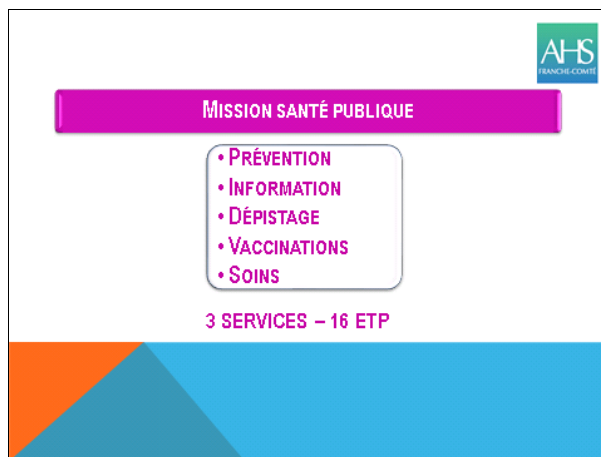 AHS
FRANCHE-COMTÉ
MISSION SANTÉ PUBLIQUE
• PRÉVENTION
• INFORMATION
• DÉPISTAGE
• VACCINATIONS
• SOINS
3 SERVICES – 16 ETP